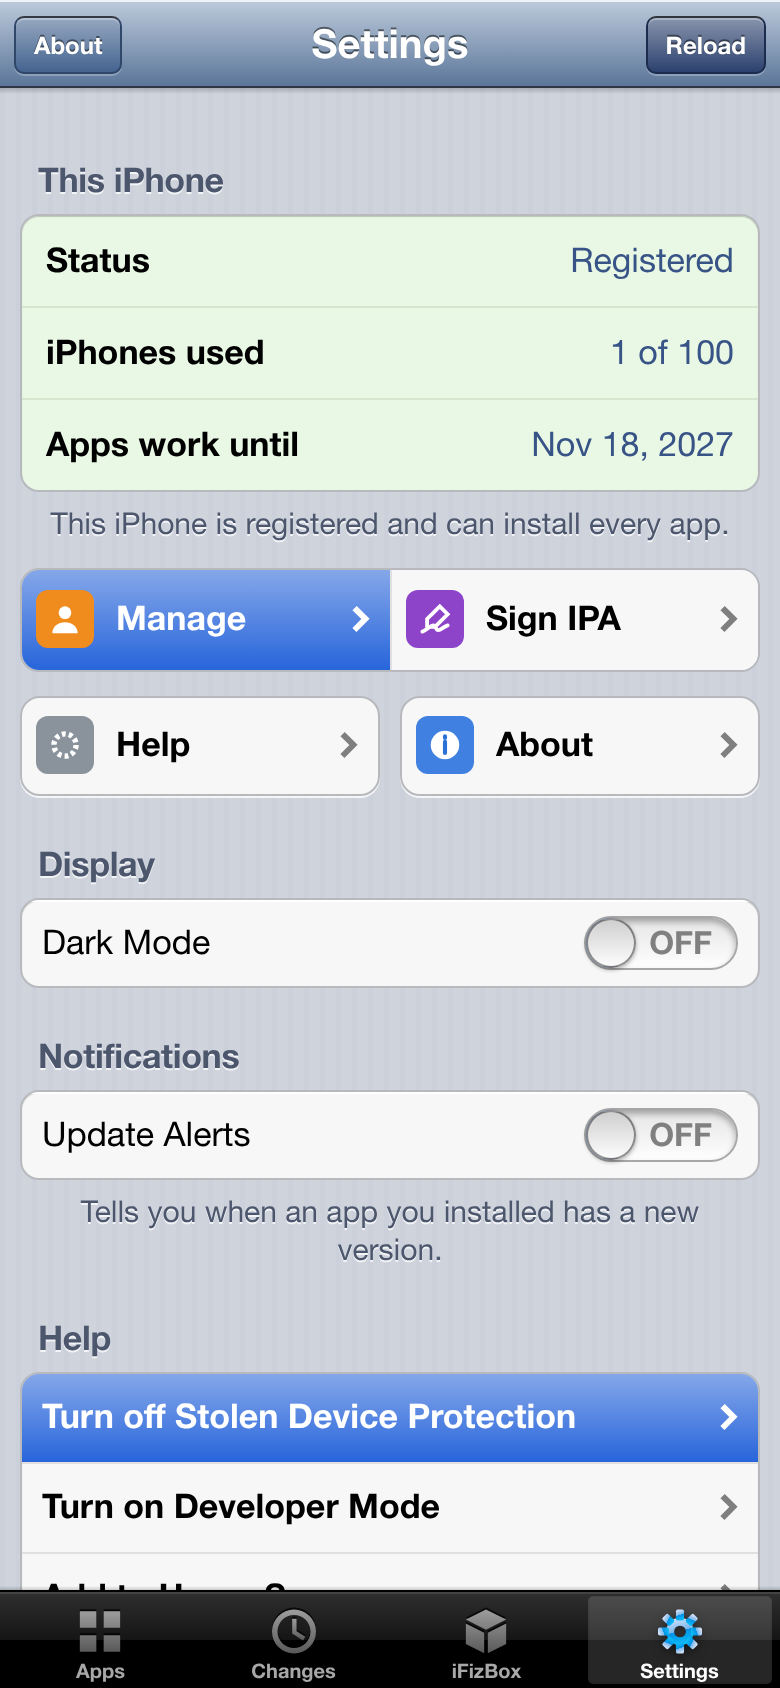 About
Settings
Reload
This iPhone
Status
Registered
iPhones used
1 of 100
Apps work until
Nov 18, 2027
This iPhone is registered and can install every app.
Manage
Sign IPA
Help
About
Display
Dark Mode
OFF
Notifications
Update Alerts
OFF
Tells you when an app you installed has a new
version.
Help
Turn off Stolen Device Protection
Turn on Developer Mode
Apps
Changes
iFizBox
Settings